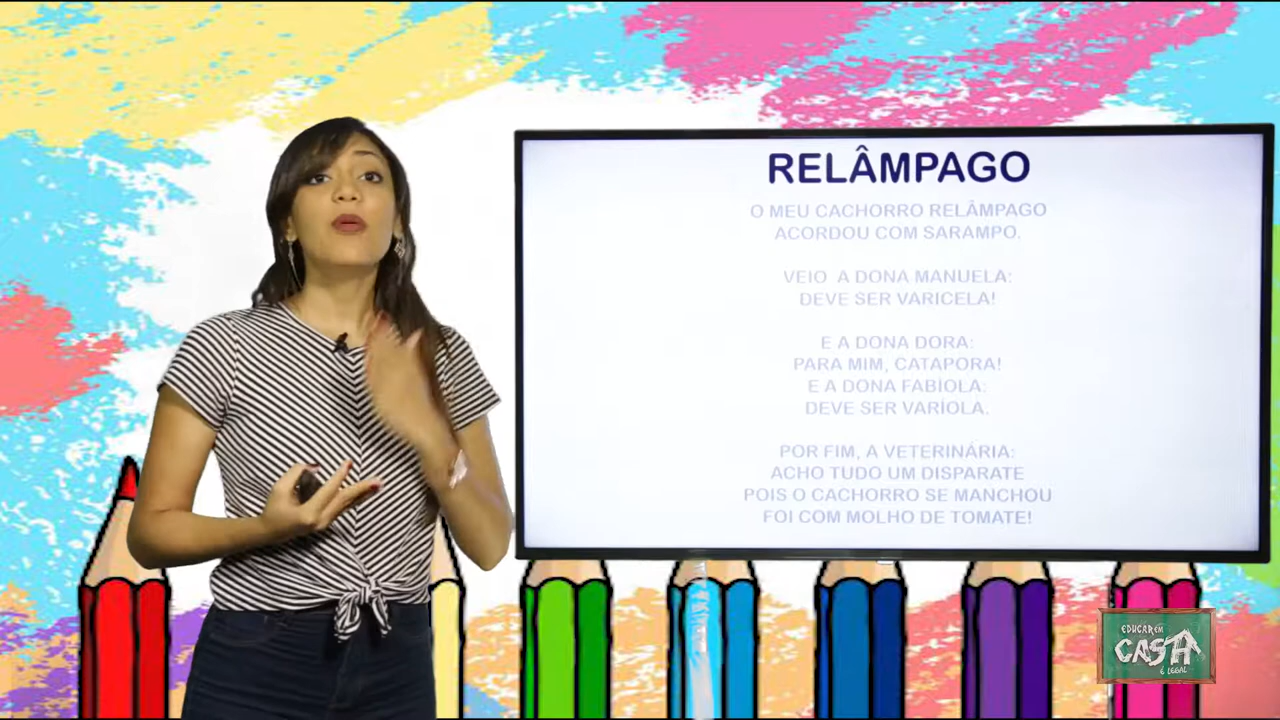 RELÂMPAGO
O MEU CACHORRO RELÂMPAGO
ACORDOU COM SARAMPO.
VEIO A DONA MANUELA:
DEVE SER VARICELA!
E A DONA DORA:
PARA MIM, CATAPORA!
E A DONA FABÍOLA:
DEVE SER VARÍOLA.
POR FIM, A VETERINÁRIA:
ACHO TUDO UM DISPARATE
POIS O CACHORRO SE MANCHOU
FOI COM MOLHO DE TOMATE!
EDUCAR EM
CASA
É LEGAL